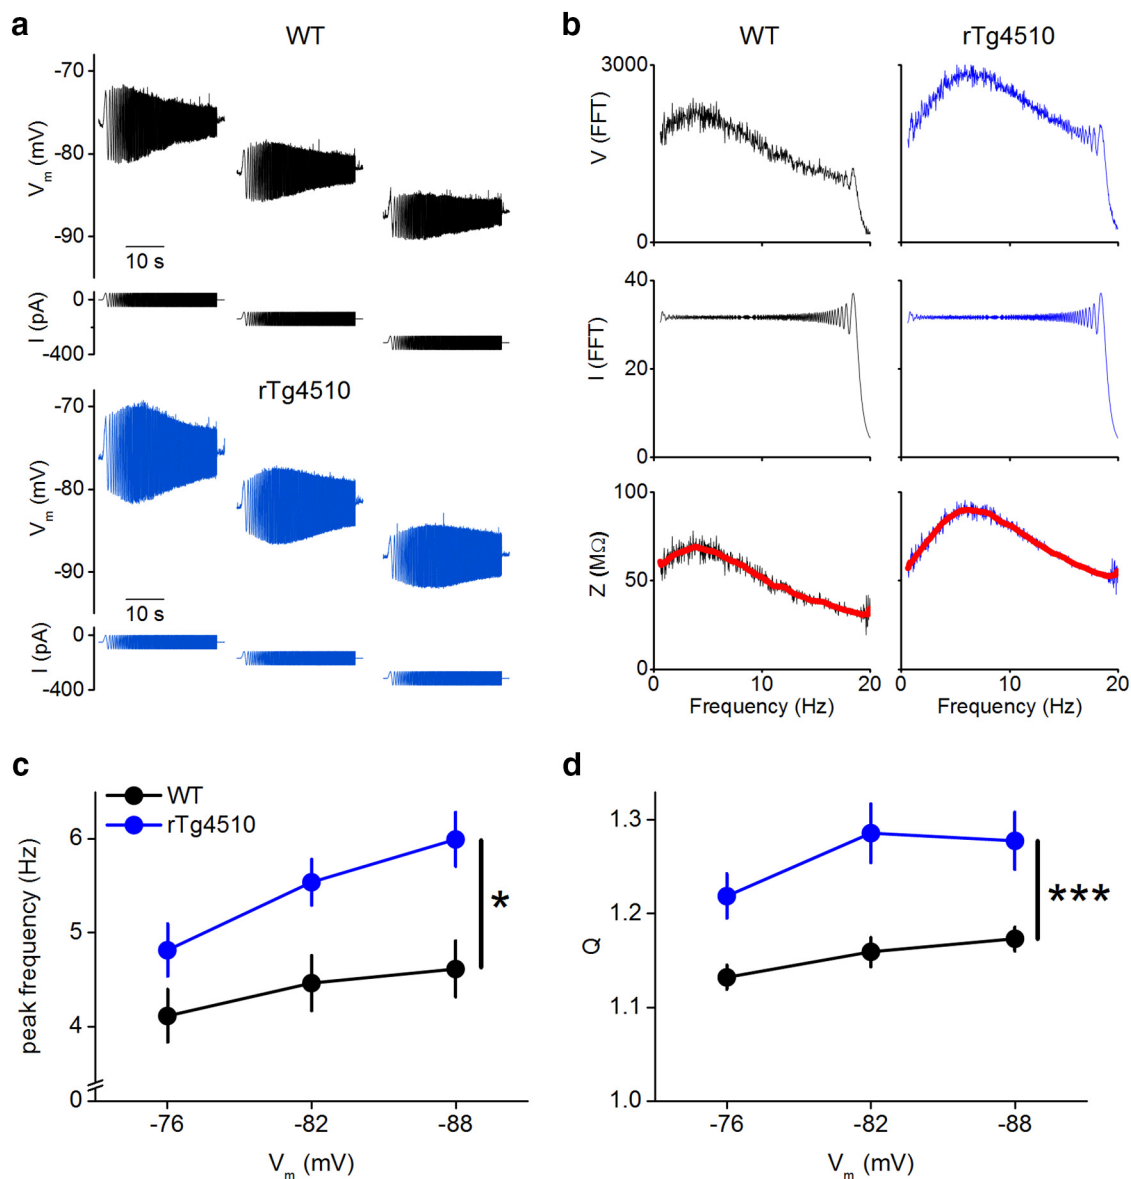 a
WT
-70
-80
-90
V_m (mV)
10 s
0
-400
I (pA)
rTg4510
-70
-80
-90
V_m (mV)
10 s
0
-400
I (pA)
b
WT
rTg4510
3000
0
V (FFT)
40
20
0
I (FFT)
100
50
0
Z (MΩ)
0 10 20
0 10 20
Frequency (Hz)
Frequency (Hz)
c
WT
rTg4510
6
5
4
0
peak frequency (Hz)
*
-76 -82 -88
V_m (mV)
d
1.3
1.2
1.1
1.0
Q
***
-76 -82 -88
V_m (mV)